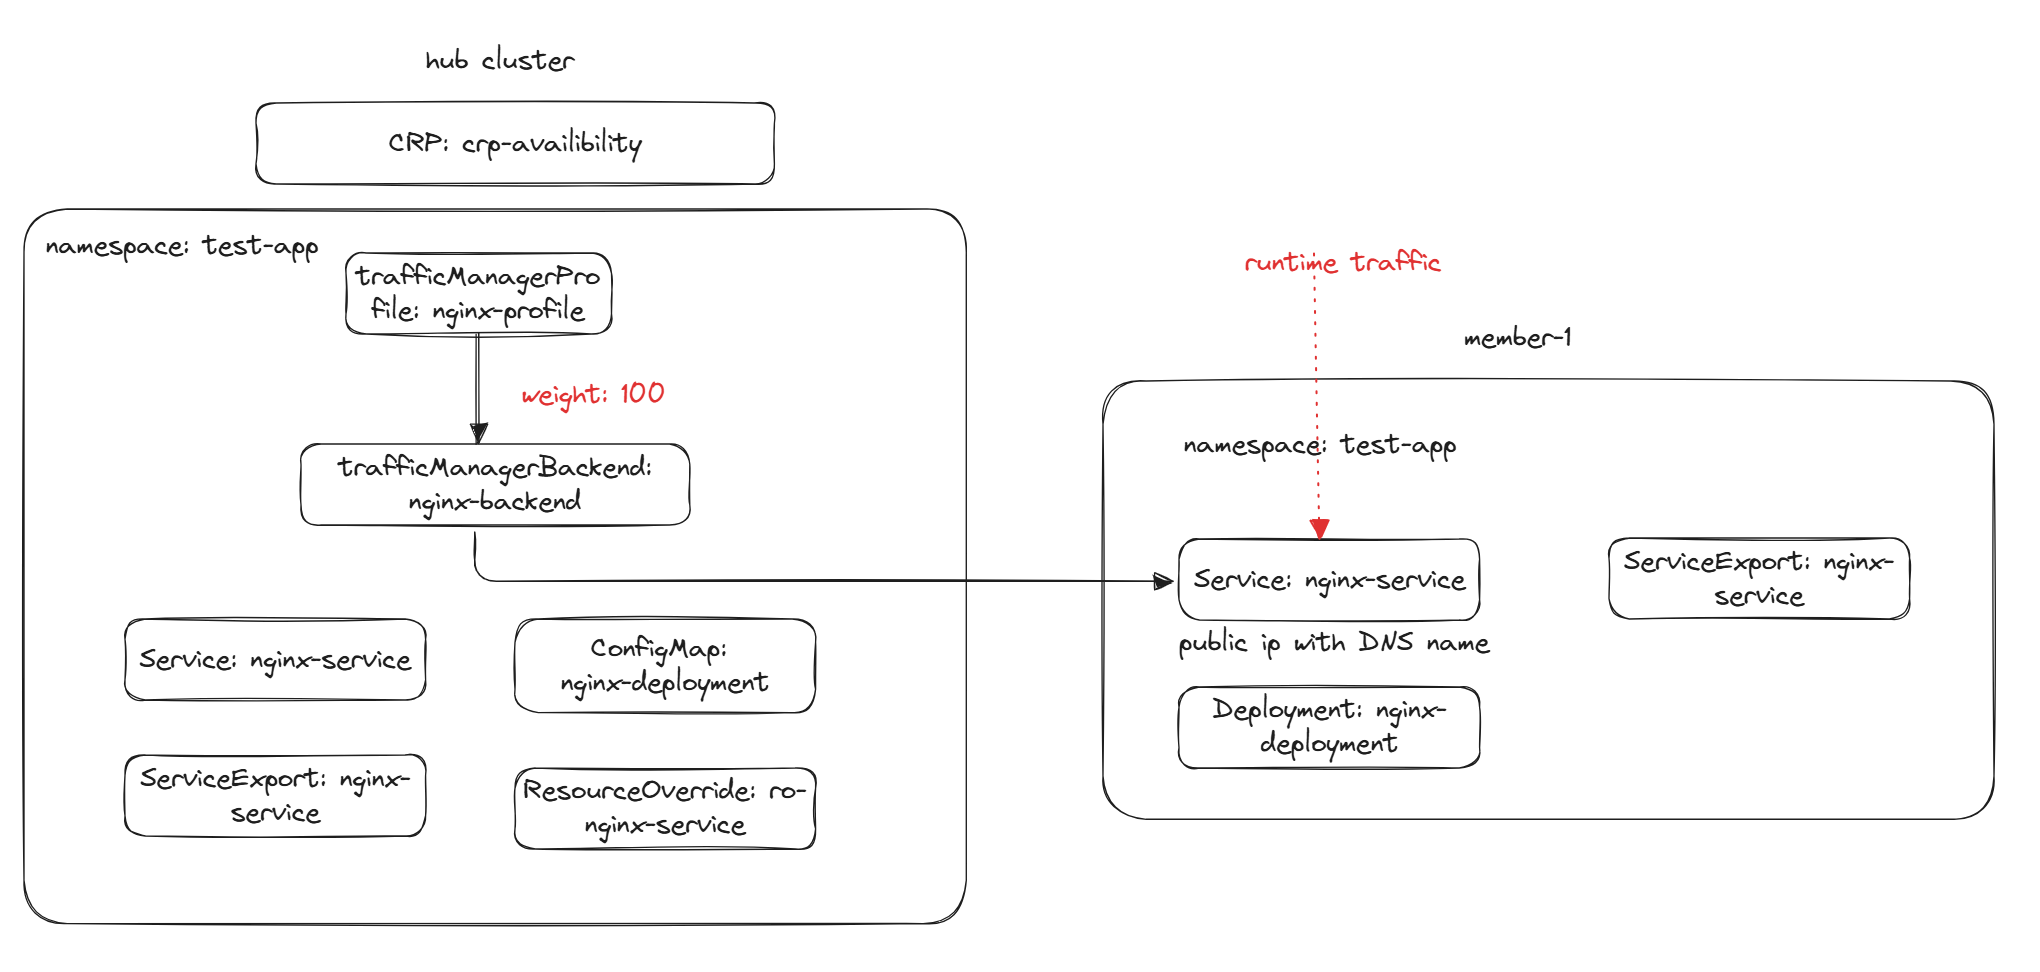 hub cluster
CRP: crp-availibility
namespace: test-app
trafficManagerPro
file: nginx-profile
weight: 100
trafficManagerBackend:
nginx-backend
Service: nginx-service
ConfigMap:
nginx-deployment
ServiceExport: nginx-
service
ResourceOverride: ro-
nginx-service
runtime traffic
member-1
namespace: test-app
Service: nginx-service
public ip with DNS name
ServiceExport: nginx-
service
Deployment: nginx-
deployment